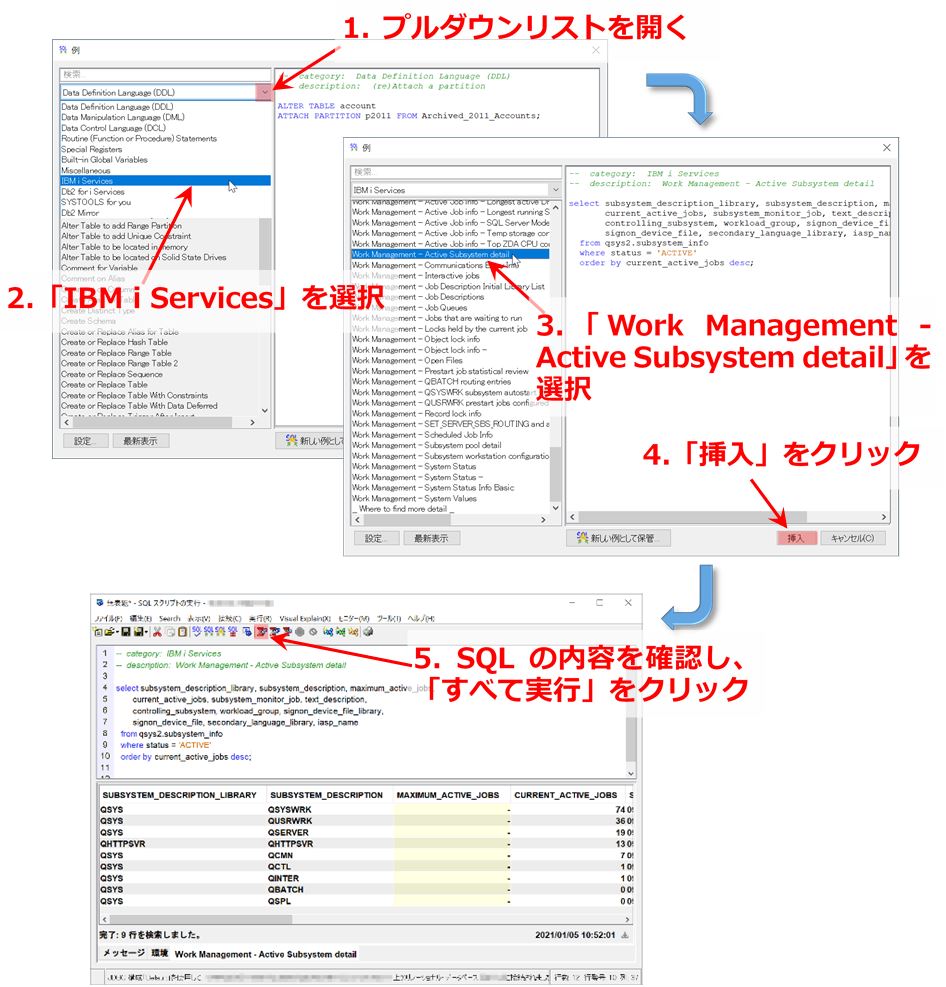 1. プルダウンリストを開く
例
検索...
Data Definition Language (DDL)
Data Definition Language (DDL)
Data Manipulation Language (DML)
Data Control Language (DCL)
Routine (Function or Procedure) Statements
Special Registers
Built-in Global Variables
Miscellaneous
IBM i Services
Db2 for i Services
SYSTOOLS for you
Db2 Mirror
Alter Table to add Range Partition
Alter Table to add Unique Constraint
Alter Table to be located in memory
Alter Table to be located on Solid State Drives
Comment for Variable
Comment on Alias
Create Distinct Type
Create Schema
Create or Replace Alias for Table
Create or Replace Hash Table
Create or Replace Range Table
Create or Replace Range Table 2
Create or Replace Sequence
Create or Replace Table
Create or Replace Table With Constraints
Create or Replace Table With Data Deferred
Create or Replace Trigger After Insert
設定...
最新表示
category: Data Definition Language (DDL)
description: (re)Attach a partition
ALTER TABLE account
ATTACH PARTITION p2011 FROM Archived_2011_Accounts;
新しい例として
2.「IBM i Services」を選択
例
検索...
IBM i Services
Work Management - Active Job info - Longest active
Work Management - Active Job info - Longest running S
Work Management - Active Job info - SQL Server Mode
Work Management - Active Job info - Temp storage cor
Work Management - Active Job info - Top ZDA CPU co
Work Management - Active Subsystem detail
Work Management - Communications Info
Work Management - Interactive jobs
Work Management - Job Description Initial Library List
Work Management - Job Descriptions
Work Management - Job Queues
Work Management - Jobs that are waiting to run
Work Management - Locks held by the current job
Work Management - Object lock info
Work Management - Object lock info -
Work Management - Open Files
Work Management - Prestart job statistical review
Work Management - QBATCH routing entries
Work Management - QSYSWRK subsystem autostart
Work Management - QUSRWRK prestart jobs configured
Work Management - Record lock info
Work Management - SET_SERVER_SBS_ROUTING and a
Work Management - Scheduled Job Info
Work Management - Subsystem pool detail
Work Management - Subsystem workstation configuratio
Work Management - System Status
Work Management - System Status -
Work Management - System Status Info Basic
Work Management - System Values
_ Where to find more detail _
設定...
最新表示
-- category: IBM i Services
-- description: Work Management - Active Subsystem detail
select subsystem_description_library, subsystem_description, m
current_active_jobs, subsystem_monitor_job, text_descrip
controlling_subsystem, workload_group, signon_device_fi
signon_device_file, secondary_language_library, iasp_nam
from qsys2.subsystem_info
where status = 'ACTIVE'
order by current_active_jobs desc;
新しい例として保管...
挿入
キャンセル(C)
3.「Work Management -
Active Subsystem detail」を
選択
4.「挿入」をクリック
SQL スクリプトの実行 -
ファイル(F) 編集(E) Search 表示(V) 接続(C) 実行(R) Visual Explain(X) モニター(M) ツール(T) ヘルプ(H)
5. SQL の内容を確認し、
「すべて実行」をクリック
1 -- category: IBM i Services
2 -- description: Work Management - Active Subsystem detail
3
4 select subsystem_description_library, subsystem_description, maximum_active_jobs
5 current_active_jobs, subsystem_monitor_job, text_description,
6 controlling_subsystem, workload_group, signon_device_file_library,
7 signon_device_file, secondary_language_library, iasp_name
8 from qsys2.subsystem_info
9 where status = 'ACTIVE'
10 order by current_active_jobs desc;
11
12
SUBSYSTEM_DESCRIPTION_LIBRARY SUBSYSTEM_DESCRIPTION MAXIMUM_ACTIVE_JOBS CURRENT_ACTIVE_JOBS S
QSYS QSYSWRK - 74 0
QSYS QUSRWRK - 36 0
QSYS QSERVER - 19 0
QHTTPSVR QHTTPSVR - 13 0
QSYS QCMN - 7 0
QSYS QCTL - 1 0
QSYS QINTER - 1 0
QSYS QBATCH - 0 0
QSYS QSPL - 0 0
完了: 9 行を検索しました。
2021/01/05 10:52:01
メッセージ 環境 Work Management - Active Subsystem detail